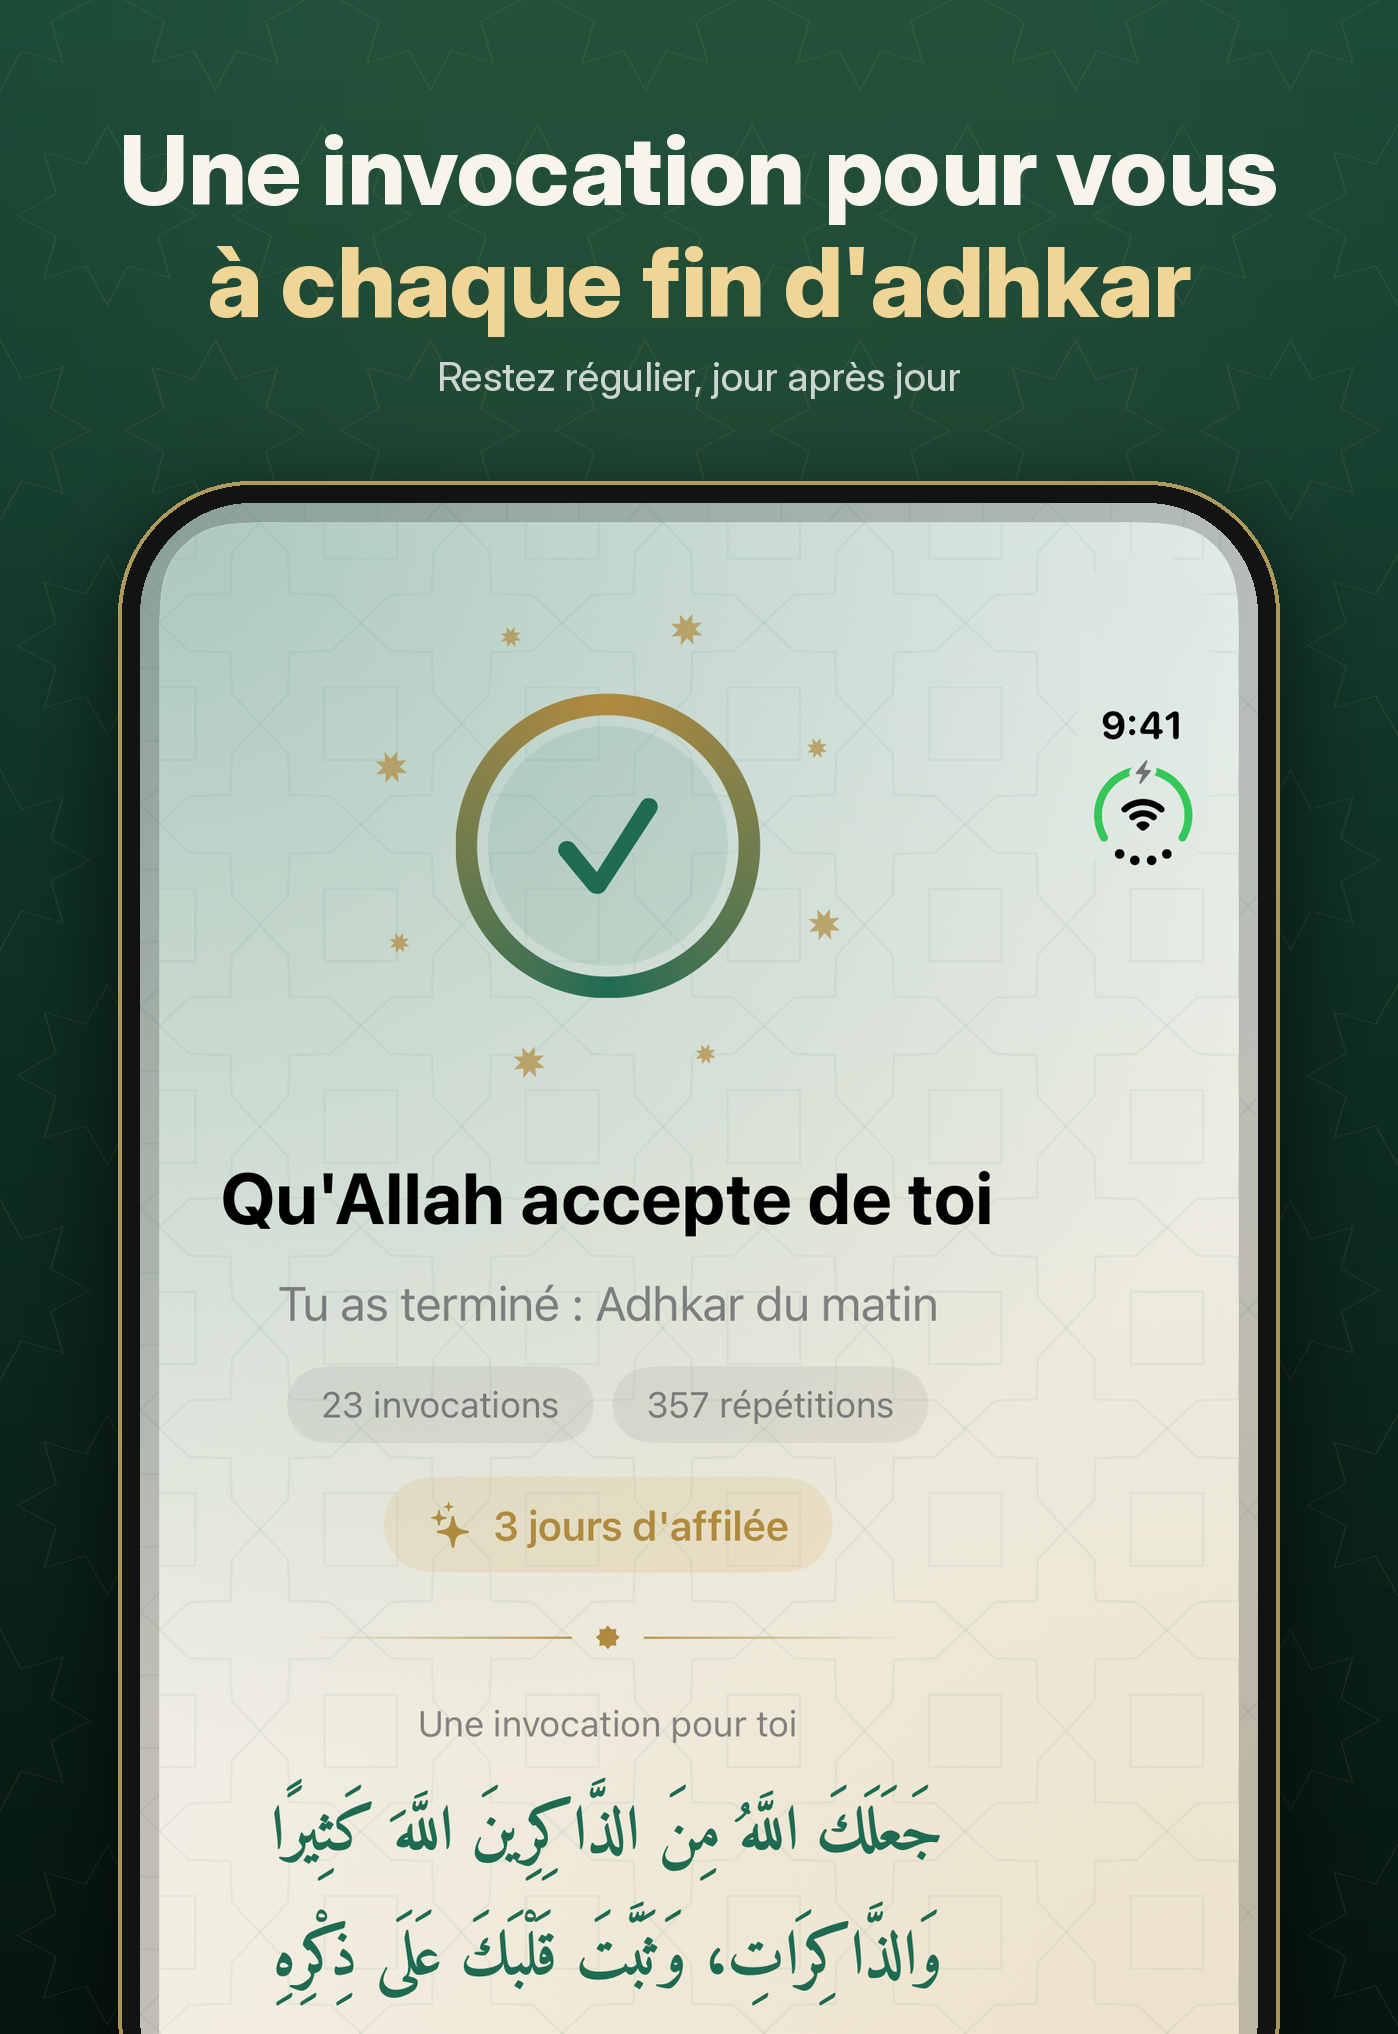 Une invocation pour vous
à chaque fin d'adhkar
Restez régulier, jour après jour
9:41
Qu'Allah accepte de toi
Tu as terminé : Adhkar du matin
23 invocations
357 répétitions
3 jours d'affilée
Une invocation pour toi
جَعَلَكَ اللَّهُ مِنَ الذَّاكِرِينَ اللَّهَ كَثِيرًا
وَالذَّاكِرَاتِ، وَثَبَّتَ قَلْبَكَ عَلَى ذِكْرِهِ